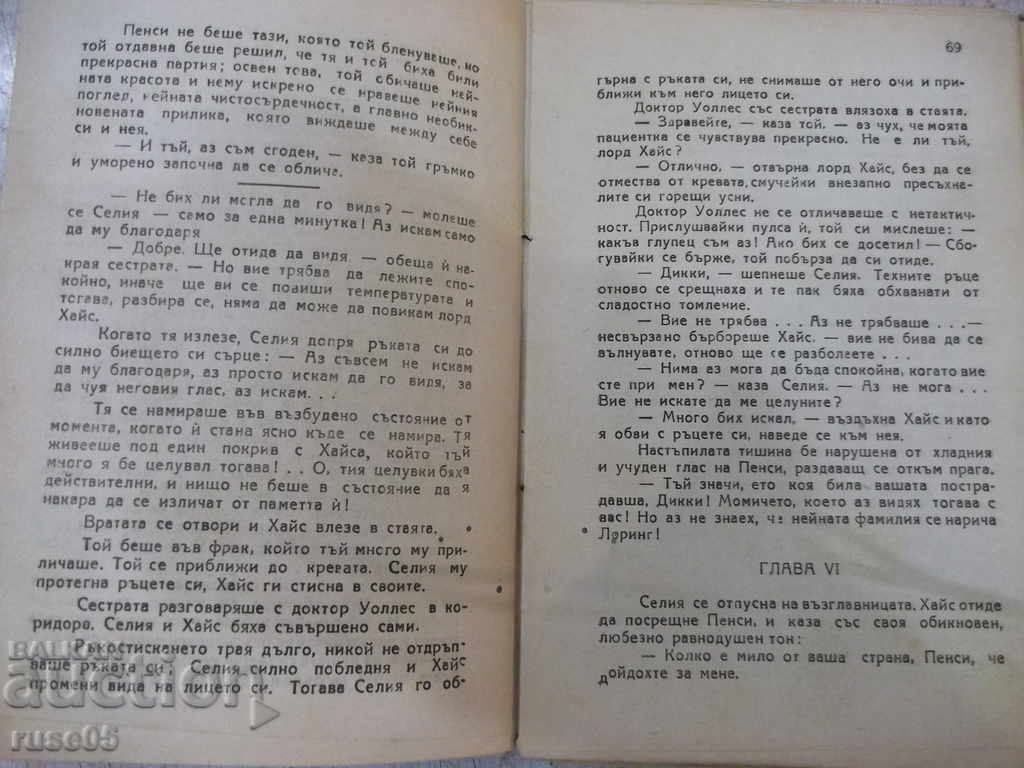 Пенси не беше тази, която той бленуваше, но
той отдавна беше решил, че тя и той биха били
прекрасна партия; освен това, той обичаше ней-
ната красота и нему искрено се нравеше нейния
поглед, нейната чистосърдечност, а главно необик-
новената прилика, която виждаше между себе
си и нея.
— И тъй, аз съм сгоден, — каза той гръмко
и уморено започна да се облича.
— Не бих ли могла да го видя? — молеше
се Селия — само за една минутка! Аз искам само
да му благодаря
— Добре. Ще отида да видя. — обеща ѝ на-
края сестрата. — Но вие трябва да лежите спо-
койно, иначе ще ви се повиши температурата и
тогава, разбира се, няма да може да повикам лорд
Хайс.
Когато тя излезе, Селия допря ръката си до
силно биещето си сърце: — Аз съвсем не искам
да му благодаря, аз просто искам да го видя, за
да чуя неговия глас, аз искам. . .
Тя се намираше във възбудено състояние от
момента, когато ѝ стана ясно къде се намира. Тя
живееше под един покрив с Хайса, който тъй
много я бе целувал тогава! . . О, тия целувки бяха
действителни, и нищо не беше в състояние да я
накара да се изличат от паметта ѝ!
Вратата се отвори и Хайс влезе в стаята.
Той беше във фрак, който тъй много му при-
личаше. Той се приближи до кревата. Селия му
протегна ръцете си, Хайс ги стисна в своите.
Сестрата разговаряше с доктор Уоллес в ко-
ридора. Селия и Хайс бяха съвършено сами.
Ръкостискането трая дълго, никой не отдръп-
ваше ръката си. Селия силно побледня и Хайс
промени вида на лицето си. Тогава Селия го об-
69
гърна с ръката си, не снимаше от него очи и при-
ближи към него лицето си.
Доктор Уоллес със сестрата влязоха в стаята.
— Здравейте, — каза той, — аз чух, че моята
пациентка се чувствува прекрасно. Не е ли тъй,
лорд Хайс?
— Отлично, — отвърна лорд Хайс, без да се
отмества от кревата, смучейки внезапно пресъхна-
лите си горещи усни.
Доктор Уоллес не се отличаваше с нетактич-
ност. Прислушвайки пулса ѝ, той си мислеше: —
какъв глупец съм аз! Ако бих се досетил! — Сбо-
гувайки се бърже, той побърза да си отиде.
— Дикки, — шепнеше Селия. Техните ръце
отново се срещнаха и те пак бяха обхванати от
сладостно томление.
— Вие не трябва . . . Аз не трябваше . . .—
несвързано бърбореше Хайс. — вие не бива да се
вълнувате, отново ще се разболеете . . .
— Нима аз мога да бъда спокойна, когато вие
сте при мен? — каза Селия. — Аз не мога . . .
Вие не искате да ме целуните?
— Много бих искал, — въздъхна Хайс и като
я обви с ръцете си, наведе се към нея.
Настъпилата тишина бе нарушена от хладния
и учуден глас на Пенси, раздаващ се откъм прага.
— Тъй значи, ето коя била вашата постра-
давша, Дикки! Момичето, което аз видях тогава с
вас! Но аз не знаех, че нейната фамилия се нарича
Лоринг!
ГЛАВА VI
Селия се отпусна на възглавницата. Хайс отиде
да посрещне Пенси, и каза със своя обикновен,
любезно равнодушен тон:
— Колко е мило от ваша страна, Пенси, че
дойдохте за мене.
BALKAN
auction
ruse05